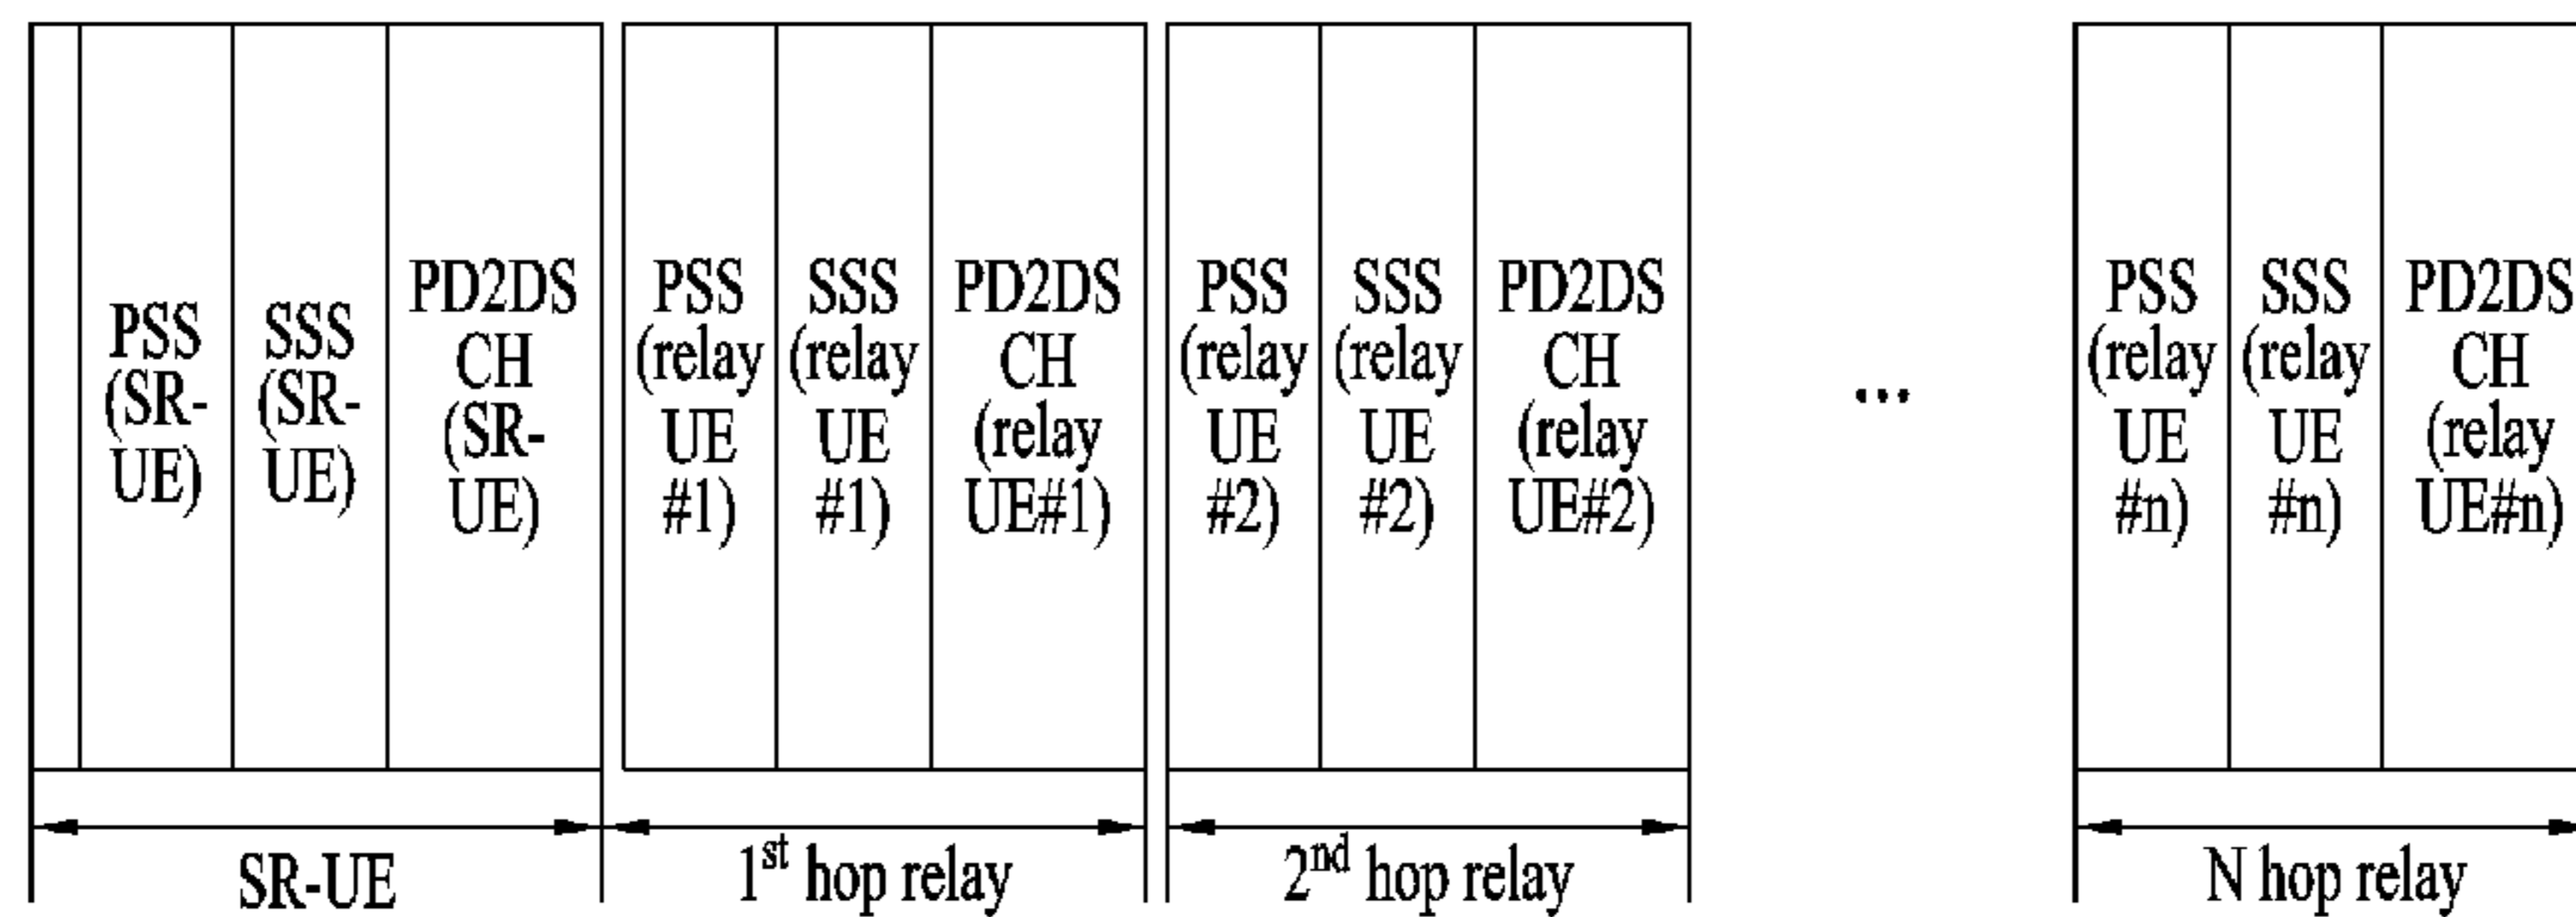 PSS
(SR-
UE)
SSS
(SR-
UE)
PD2DS
CH
(SR-
UE)
PSS
(relay
UE
#1)
SSS
(relay
UE
#1)
PD2DS
CH
(relay
UE#1)
PSS
(relay
UE
#2)
SSS
(relay
UE
#2)
PD2DS
CH
(relay
UE#2)
...
PSS
(relay
UE
#n)
SSS
(relay
UE
#n)
PD2DS
CH
(relay
UE#n)
SR-UE
1st hop relay
2nd hop relay
N hop relay